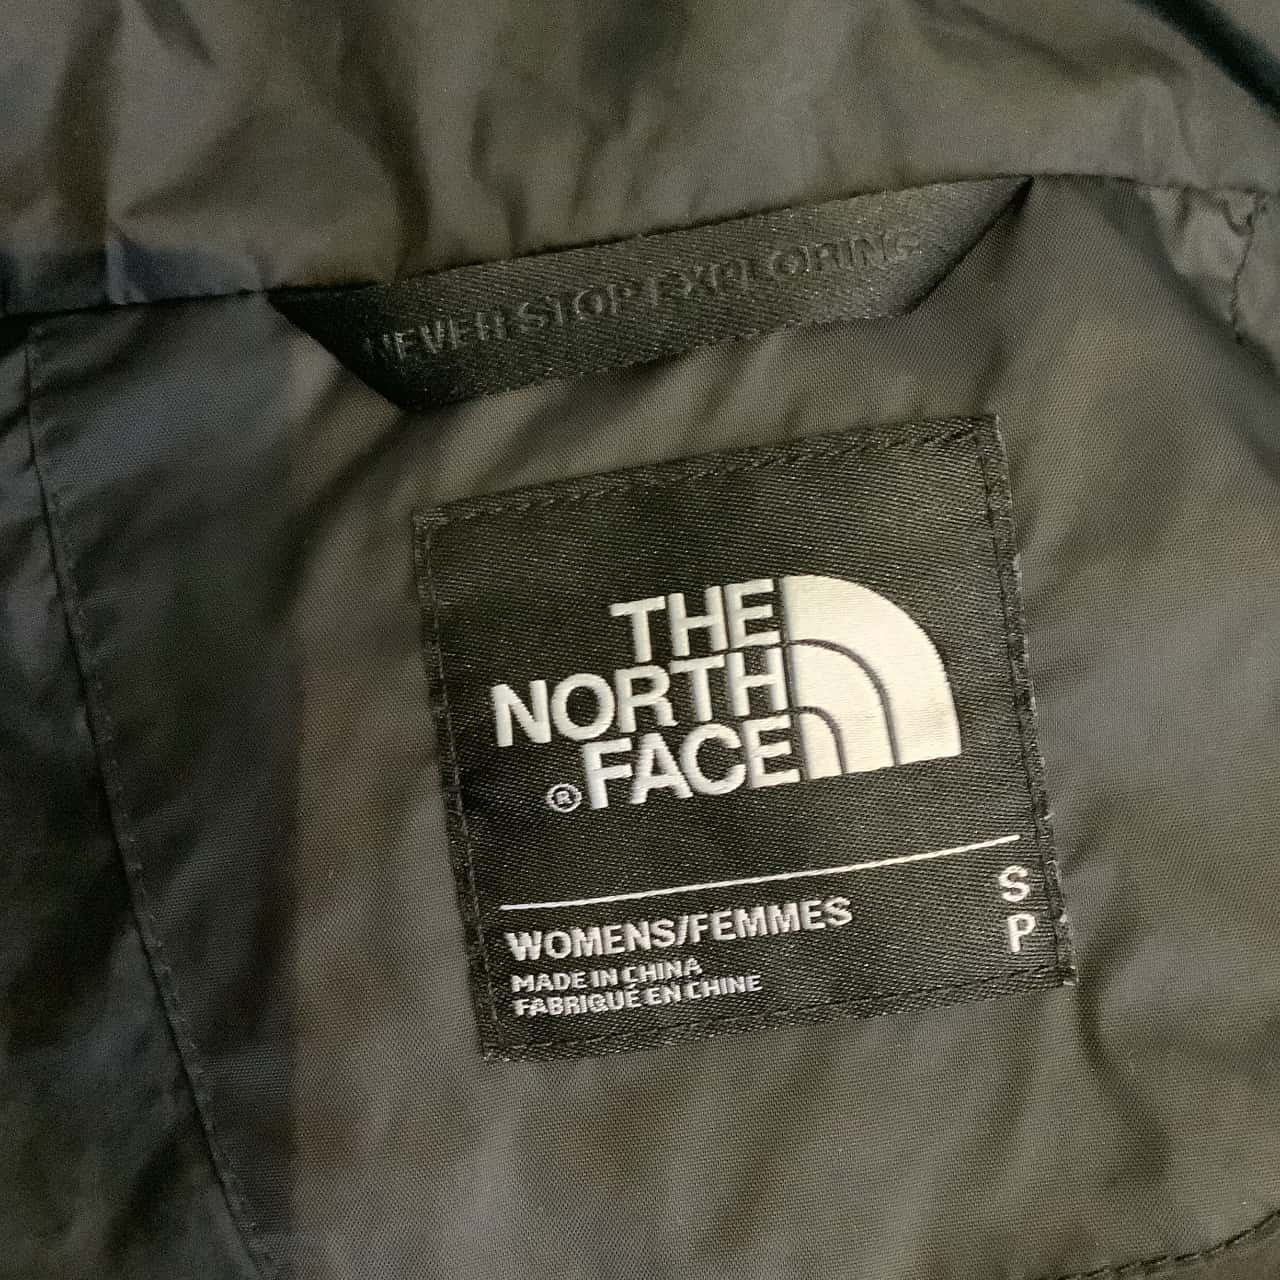 NEVER STOP EXPLORING
THE
NORTH
® FACE
S
WOMENS/FEMMES
P
MADE IN CHINA
FABRIQUÉ EN CHINE